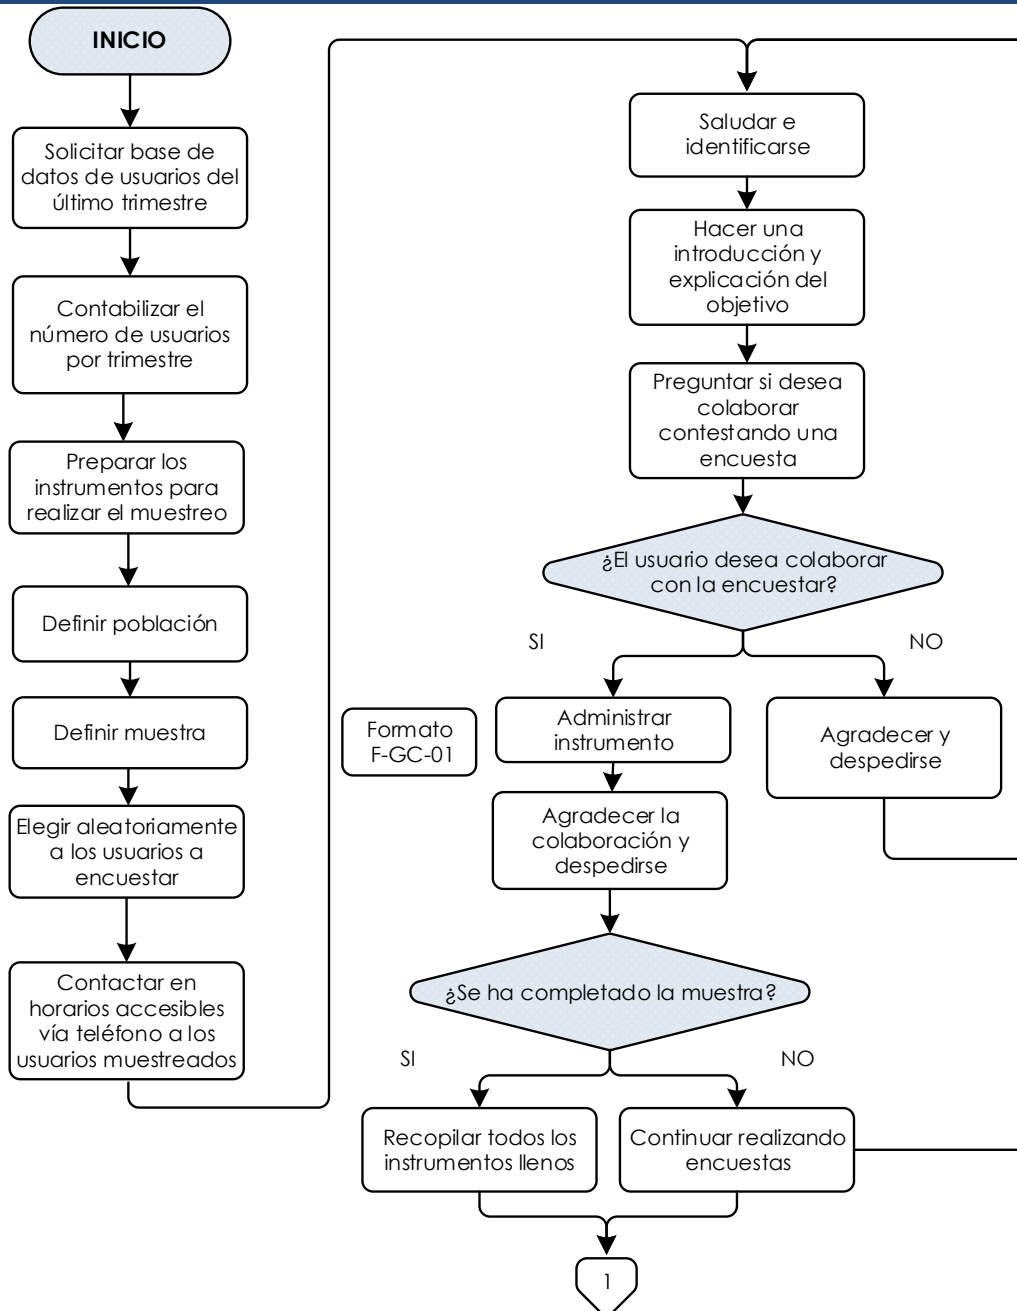 INICIO
Solicitar base de
datos de usuarios del
último trimestre
Contabilizar el
número de usuarios
por trimestre
Preparar los
instrumentos para
realizar el muestreo
Definir población
Definir muestra
Elegir aleatoriamente
a los usuarios a
encuestar
Contactar en
horarios accesibles
vía teléfono a los
usuarios muestreados
Saludar e
identificarse
Hacer una
introducción y
explicación del
objetivo
Preguntar si desea
colaborar
contestando una
encuesta
¿El usuario desea colaborar
con la encuestar?
SI
NO
Formato
F-GC-01
Administrar
instrumento
Agradecer y
despedirse
Agradecer la
colaboración y
despedirse
¿Se ha completado la muestra?
SI
NO
Recopilar todos los
instrumentos llenos
Continuar realizando
encuestas
1